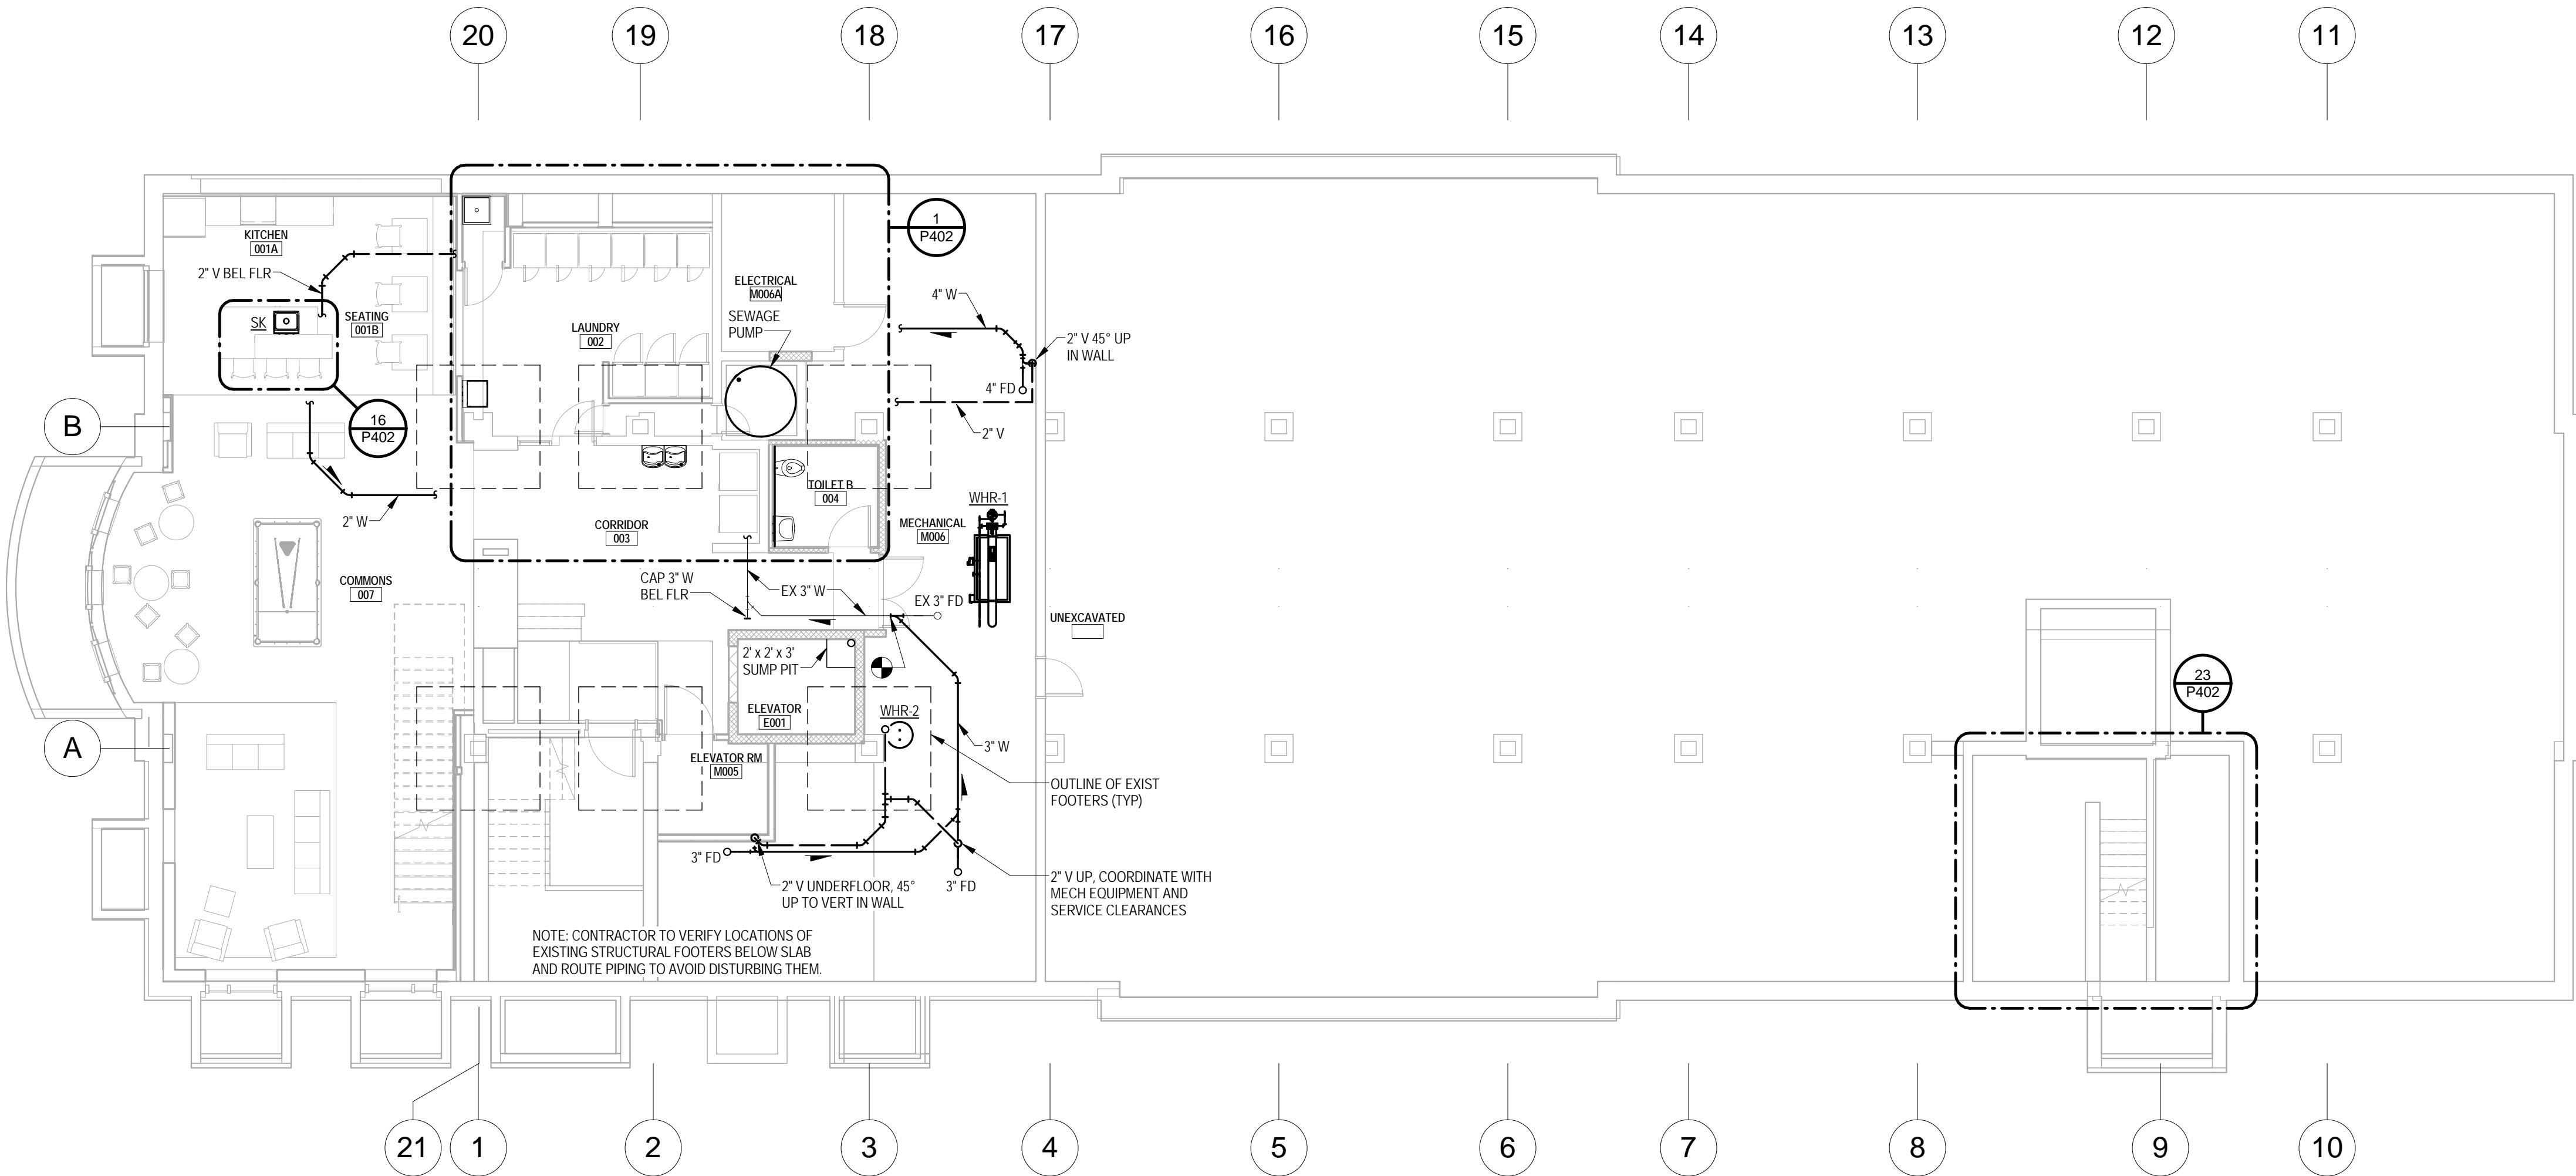 20
19
18
17
16
15
14
13
12
11
1
P402
KITCHEN
001A
2" V BEL FLR
SK
SEATING
001B
ELECTRICAL
M006A
SEWAGE
PUMP
LAUNDRY
002
4" W
2" V 45° UP
IN WALL
4" FD
2" V
B
16
P402
2" W
TOILET B
004
CORRIDOR
003
MECHANICAL
M006
WHR-1
COMMONS
007
CAP 3" W
BEL FLR
EX 3" W
EX 3" FD
UNEXCAVATED
2' x 2' x 3'
SUMP PIT
23
P402
ELEVATOR
E001
WHR-2
A
3" W
ELEVATOR RM
M005
OUTLINE OF EXIST
FOOTERS (TYP)
3" FD
3" FD
2" V UNDERFLOOR, 45°
UP TO VERT IN WALL
2" V UP, COORDINATE WITH
MECH EQUIPMENT AND
SERVICE CLEARANCES
NOTE: CONTRACTOR TO VERIFY LOCATIONS OF
EXISTING STRUCTURAL FOOTERS BELOW SLAB
AND ROUTE PIPING TO AVOID DISTURBING THEM.
21
1
2
3
4
5
6
7
8
9
10